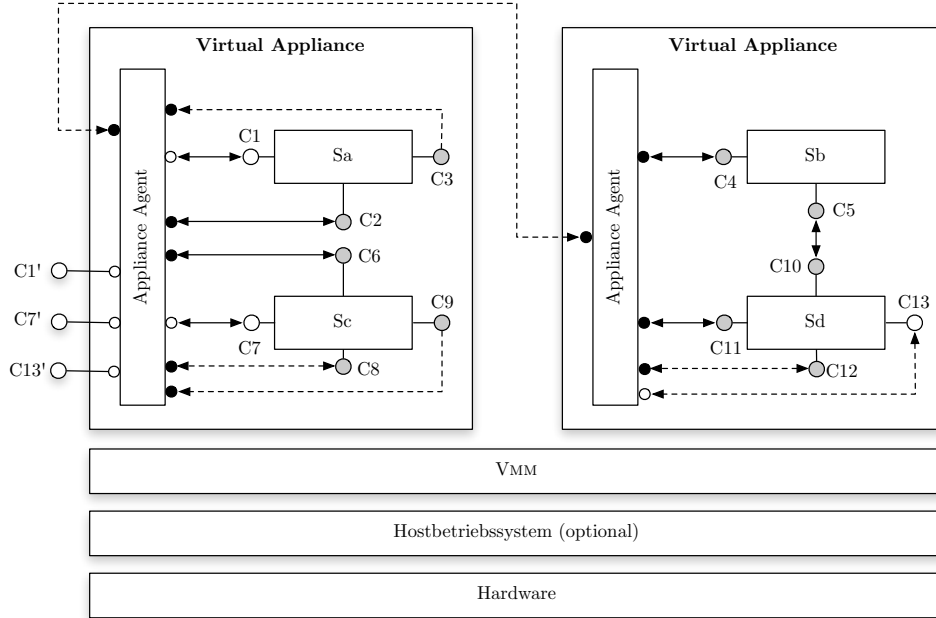 Virtual Appliance
Appliance Agent
C1
Sa
C3
C2
C6
C9
Sc
C7
C8
C1'
C7'
C13'
Virtual Appliance
Appliance Agent
Sb
C4
C5
C10
C13
Sd
C11
C12
VMM
Hostbetriebssystem (optional)
Hardware